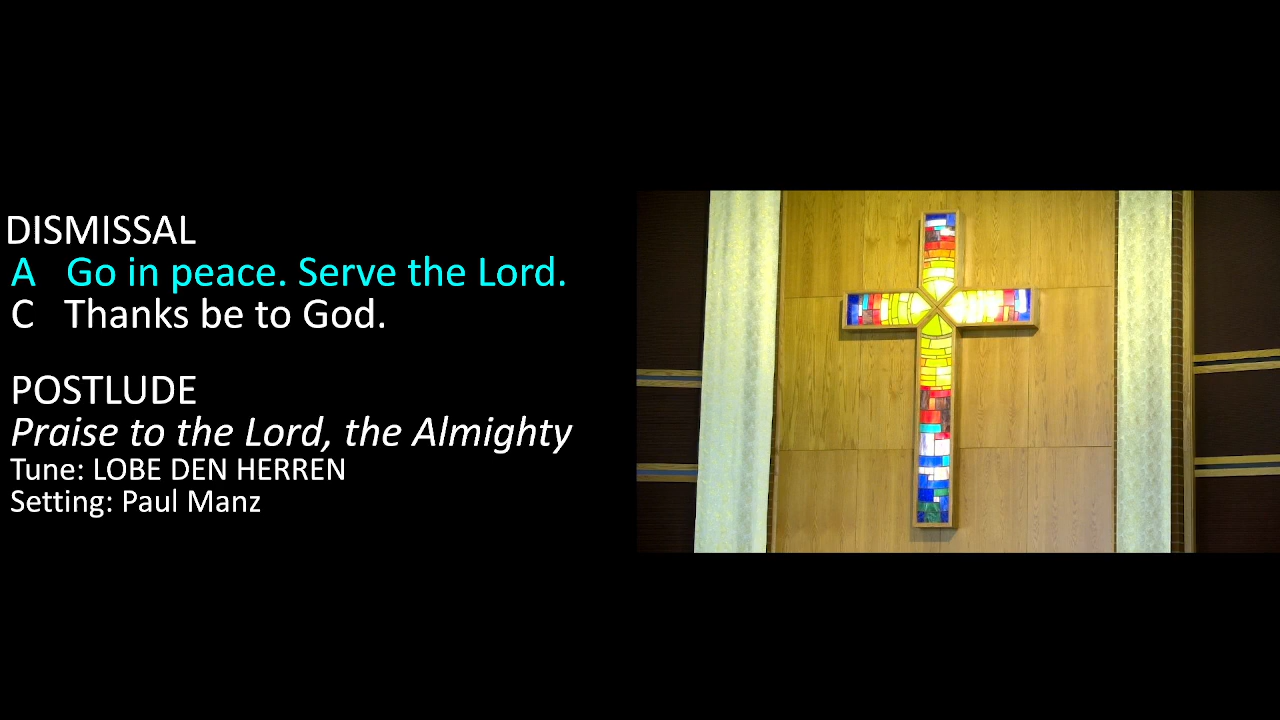 DISMISSAL
A Go in peace. Serve the Lord.
C Thanks be to God.
POSTLUDE
Praise to the Lord, the Almighty
Tune: LOBE DEN HERREN
Setting: Paul Manz